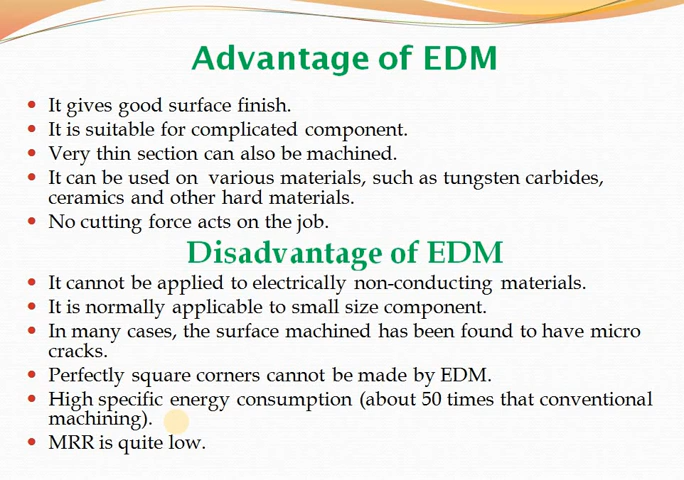 Advantage of EDM
• It gives good surface finish.
• It is suitable for complicated component.
• Very thin section can also be machined.
• It can be used on various materials, such as tungsten carbides,
ceramics and other hard materials.
• No cutting force acts on the job.
Disadvantage of EDM
• It cannot be applied to electrically non-conducting materials.
• It is normally applicable to small size component.
• In many cases, the surface machined has been found to have micro
cracks.
• Perfectly square corners cannot be made by EDM.
• High specific energy consumption (about 50 times that conventional
machining).
• MRR is quite low.